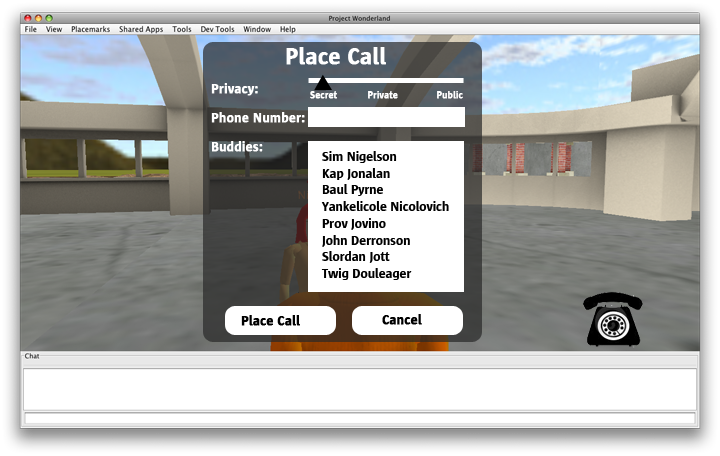 Project Wonderland
File View Placemarks Shared Apps Tools Dev Tools Window Help
Place Call
Privacy:
Secret Private Public
Phone Number:
Buddies:
Sim Nigelson
Kap Jonalan
Baul Pyrne
Yankelicole Nicolovich
Prov Jovino
John Derronson
Slordan Jott
Twig Douleager
Place Call Cancel
Chat